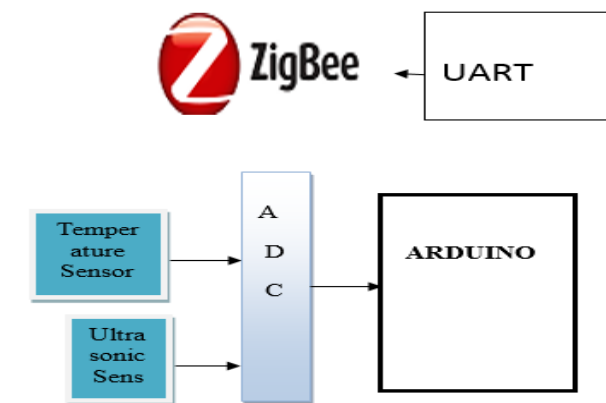 ZigBee
UART
Temper
ature
Sensor
A
D
C
ARDUINO
Ultra
sonic
Sens